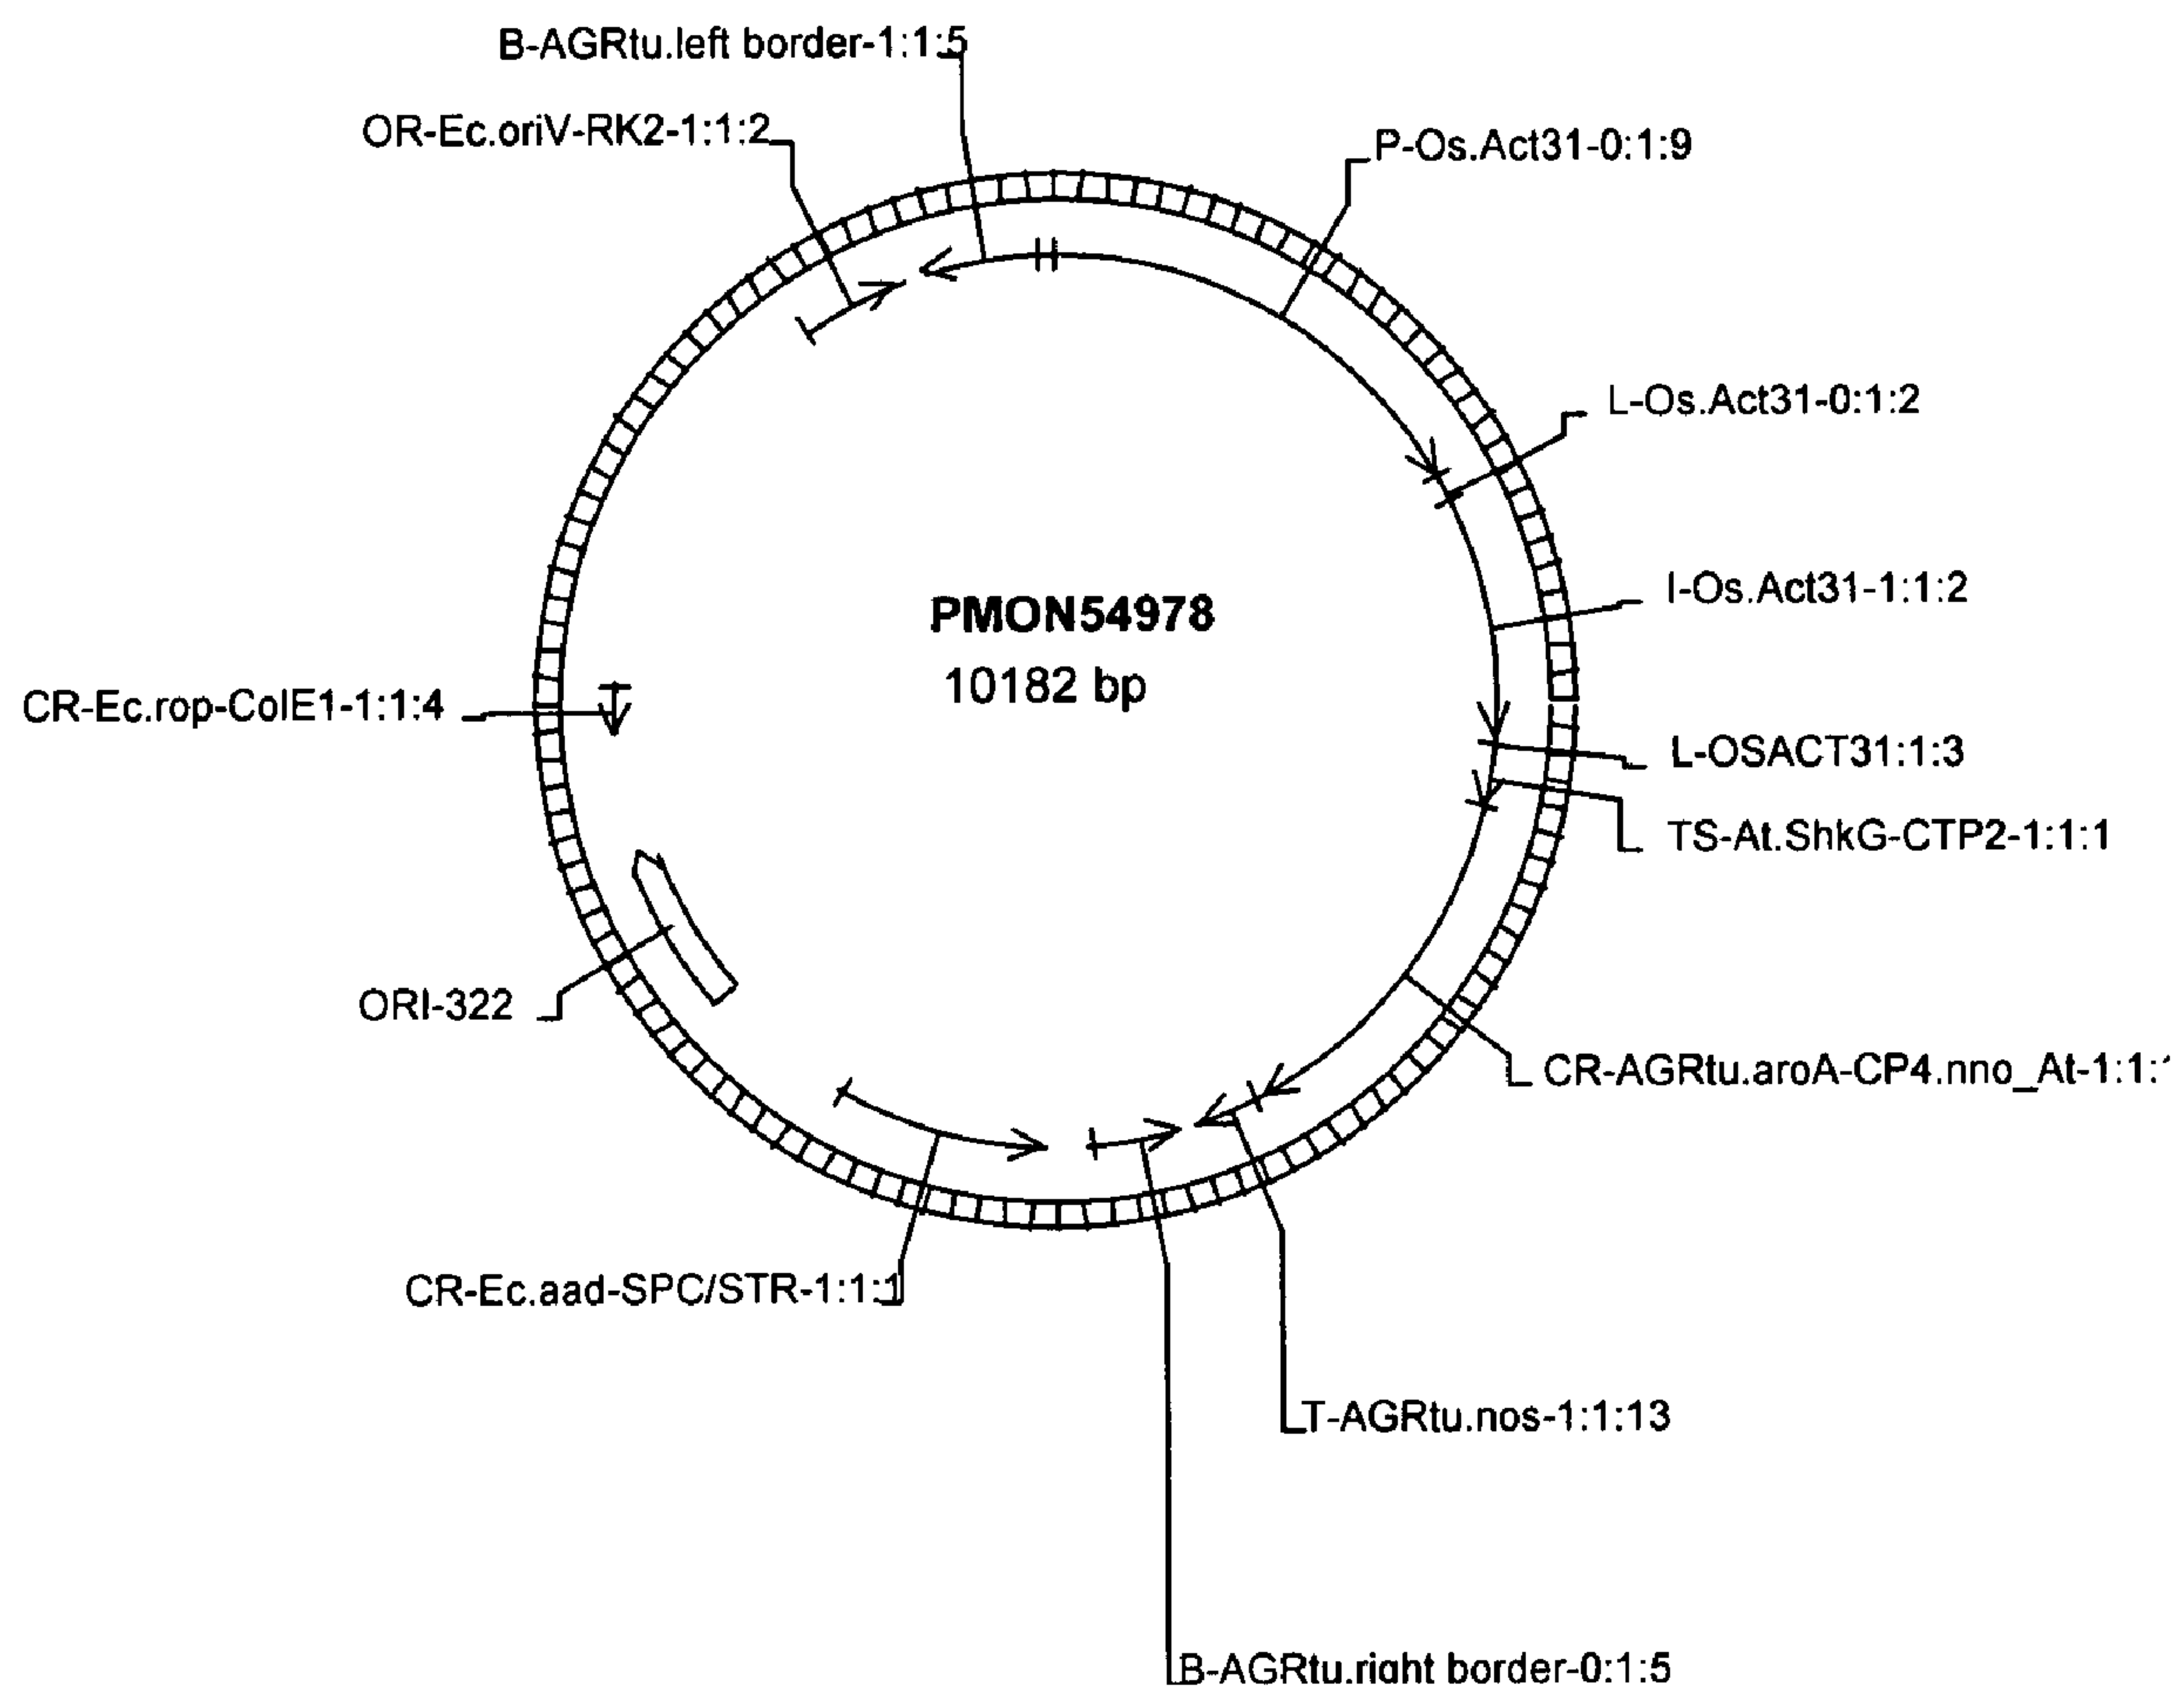 B-AGRtu.left border-1:1:5
OR-Ec.oriV-RK2-1:1:2
P-Os.Act31-0:1:9
L-Os.Act31-0:1:2
I-Os.Act31-1:1:2
PMON54978
10182 bp
CR-Ec.rop-ColE1-1:1:4
L-OSACT31:1:3
TS-At.ShkG-CTP2-1:1:1
ORI-322
CR-AGRtu.aroA-CP4.nno_At-1:1:
CR-Ec.aad-SPC/STR-1:1:1
T-AGRtu.nos-1:1:13
B-AGRtu.right border-0:1:5